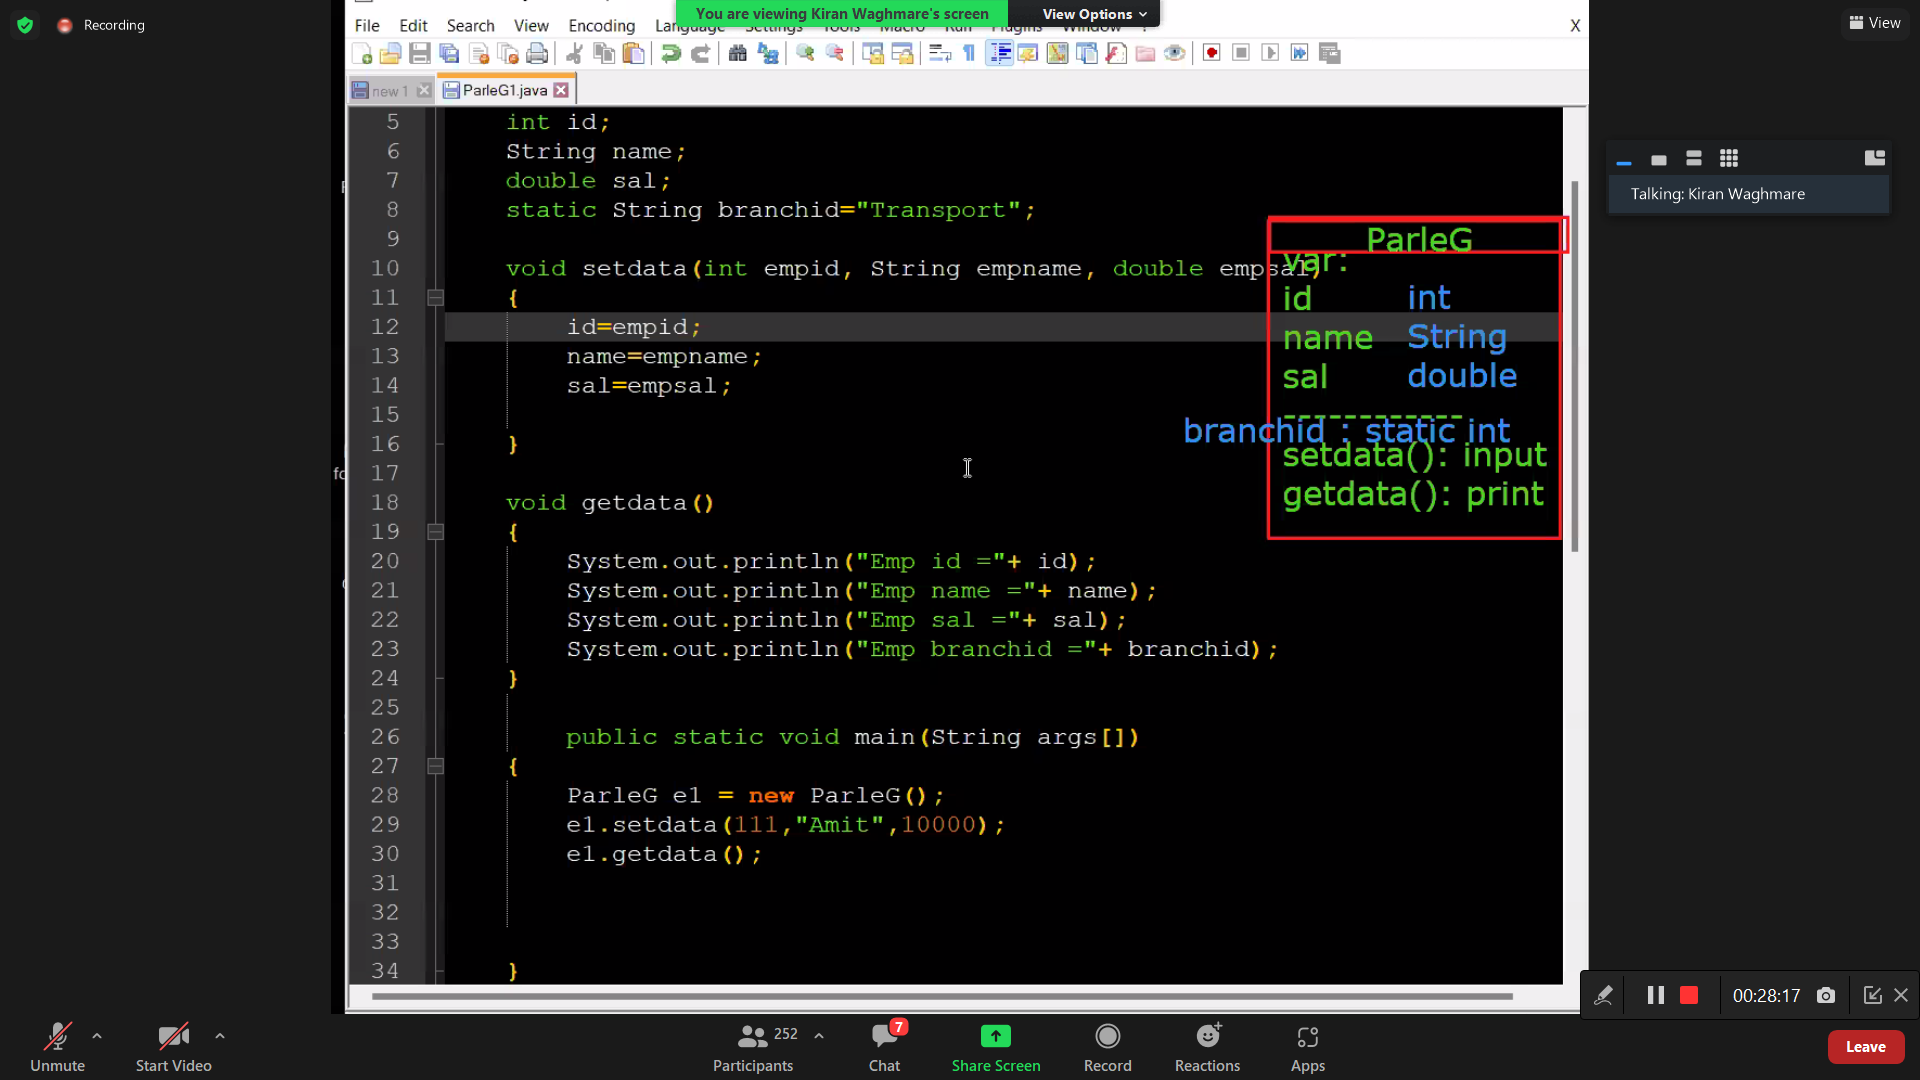 Recording
You are viewing Kiran Waghmare's screen
View Options
View
File Edit Search View Encoding Language Settings Tools Macro Run Plugins Window ?
X
new 1
ParleG1.java
5 int id;
6 String name;
7 double sal;
8 static String branchid="Transport";
9
10 void setdata(int empid, String empname, double empsal)
11 {
12 id=empid;
13 name=empname;
14 sal=empsal;
15
16 }
17
18 void getdata()
19 {
20 System.out.println("Emp id ="+ id);
21 System.out.println("Emp name ="+ name);
22 System.out.println("Emp sal ="+ sal);
23 System.out.println("Emp branchid ="+ branchid);
24 }
25
26 public static void main(String args[])
27 {
28 ParleG e1 = new ParleG();
29 e1.setdata(111,"Amit",10000);
30 e1.getdata();
31
32
33
34 }
ParleG
var:
id int
name String
sal double
------------
branchid : static int
setdata(): input
getdata(): print
Talking: Kiran Waghmare
00:28:17
Unmute
Start Video
252
Participants
7
Chat
Share Screen
Record
Reactions
Apps
Leave